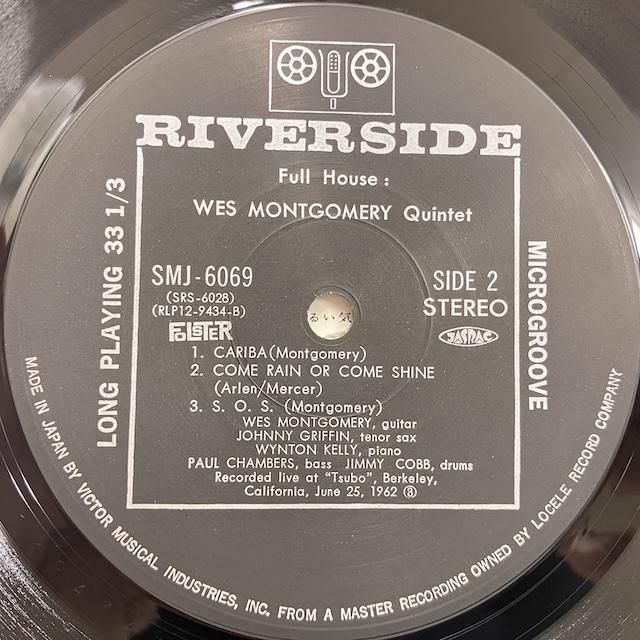 RIVERSIDE
Full House :
WES MONTGOMERY Quintet
LONG PLAYING 33 1/3
MICROGROOVE
SMJ-6069
(SRS-6028)
(RLP12-9434-B)
SIDE 2
STEREO
JASRAC
るい気
1. CARIBA (Montgomery)
2. COME RAIN OR COME SHINE
(Arlen/Mercer)
3. S. O. S. (Montgomery)
WES MONTGOMERY, guitar
JOHNNY GRIFFIN, tenor sax
WYNTON KELLY, piano
PAUL CHAMBERS, bass JIMMY COBB, drums
Recorded live at "Tsubo", Berkeley,
California, June 25, 1962 Ⓡ
MADE IN JAPAN BY VICTOR MUSICAL INDUSTRIES, INC. FROM A MASTER RECORDING OWNED BY LOCELE RECORD COMPANY